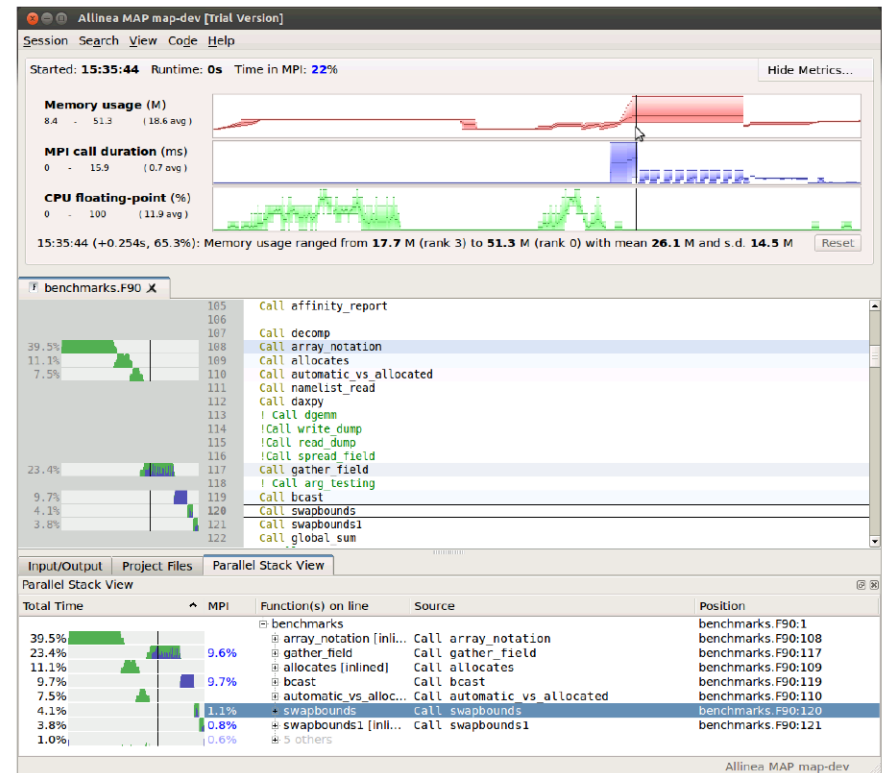 Allinea MAP map-dev [Trial Version]
Session Search View Code Help
Started: 15:35:44 Runtime: 0s Time in MPI: 22%
Hide Metrics...
Memory usage (M)
8.4 - 51.3 (18.6 avg)
MPI call duration (ms)
0 - 15.9 (0.7 avg)
CPU floating-point (%)
0 - 100 (11.9 avg)
15:35:44 (+0.254s, 65.3%): Memory usage ranged from 17.7 M (rank 3) to 51.3 M (rank 0) with mean 26.1 M and s.d. 14.5 M Reset
F benchmarks.F90 X
105 Call affinity_report
106
107 Call decomp
39.5% 108 Call array_notation
11.1% 109 Call allocates
7.5% 110 Call automatic_vs_allocated
111 Call namelist_read
112 Call daxpy
113 ! Call dgemm
114 !Call write_dump
115 !Call read_dump
116 !Call spread_field
23.4% 117 Call gather_field
118 ! Call arg_testing
9.7% 119 Call bcast
4.1% 120 Call swapbounds
3.8% 121 Call swapbounds1
122 Call global_sum
Input/Output Project Files Parallel Stack View
Parallel Stack View
Total Time MPI Function(s) on line Source Position
benchmarks benchmarks.F90:1
39.5% array_notation [inli... Call array_notation benchmarks.F90:108
23.4% 9.6% gather_field Call gather_field benchmarks.F90:117
11.1% allocates [inlined] Call allocates benchmarks.F90:109
9.7% 9.7% bcast Call bcast benchmarks.F90:119
7.5% automatic_vs_alloc... Call automatic_vs_allocated benchmarks.F90:110
4.1% 1.1% swapbounds Call swapbounds benchmarks.F90:120
3.8% 0.8% swapbounds1 [inli... Call swapbounds1 benchmarks.F90:121
1.0% 0.6% 5 others
Allinea MAP map-dev